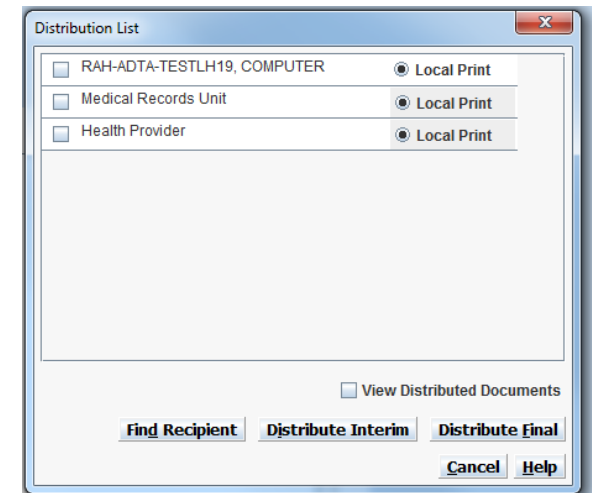 Distribution List
RAH-ADTA-TESTLH19, COMPUTER Local Print
Medical Records Unit Local Print
Health Provider Local Print
View Distributed Documents
Find Recipient Distribute Interim Distribute Final
Cancel Help